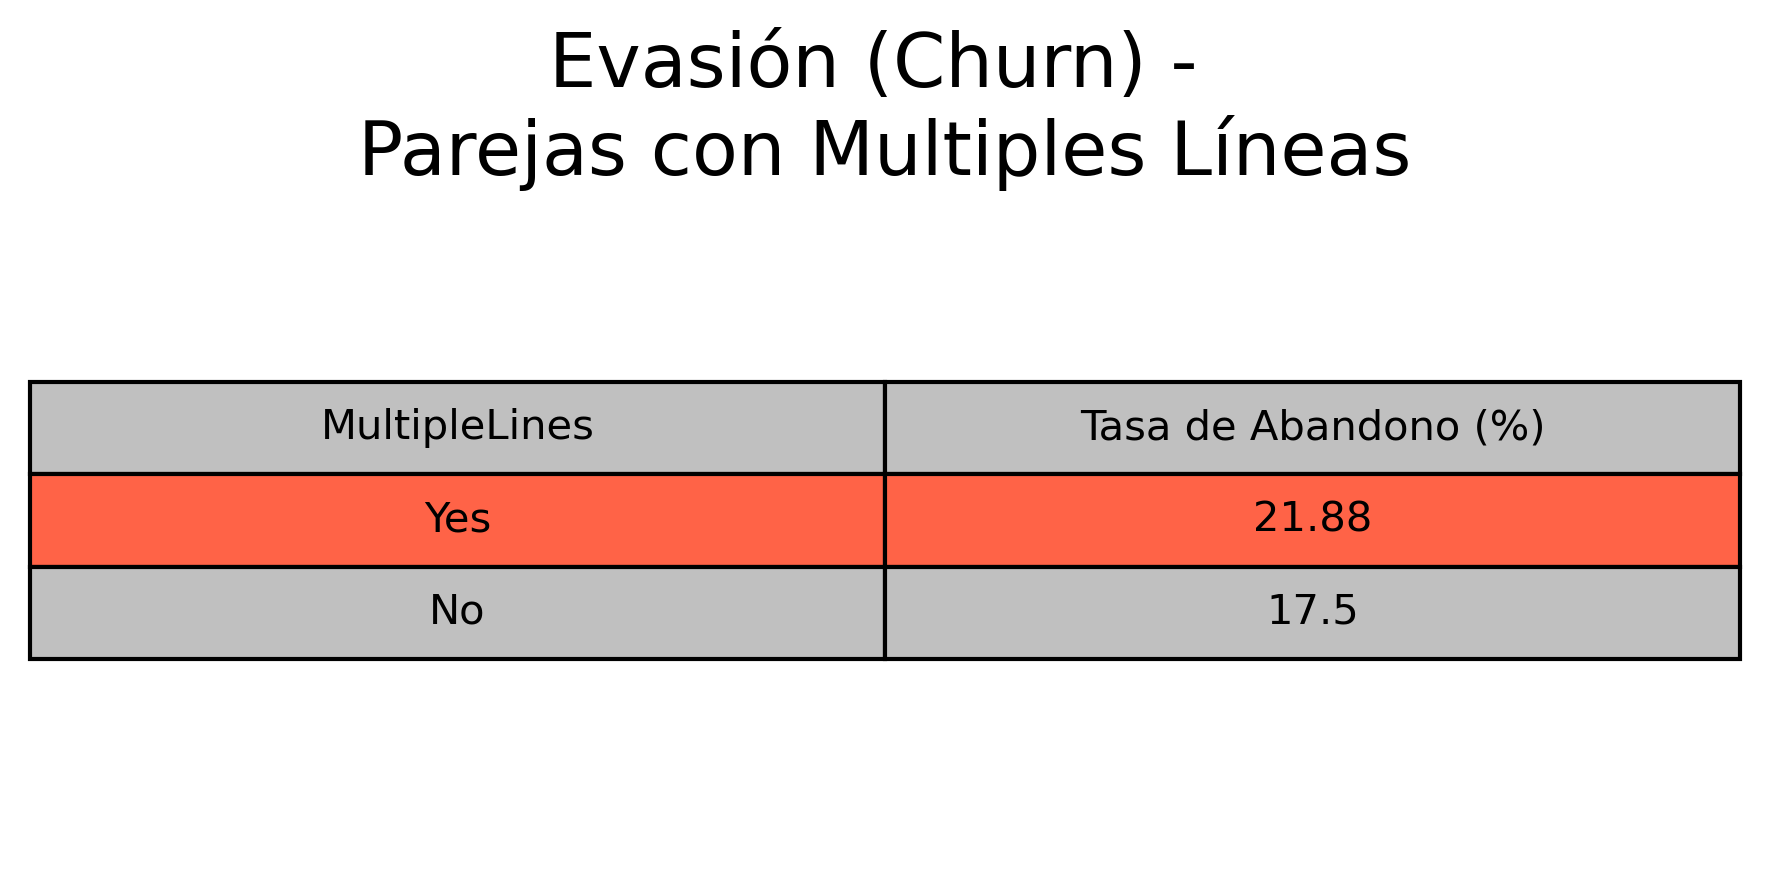 Evasión (Churn) -
Parejas con Multiples Líneas
MultipleLines Tasa de Abandono (%)
Yes 21.88
No 17.5